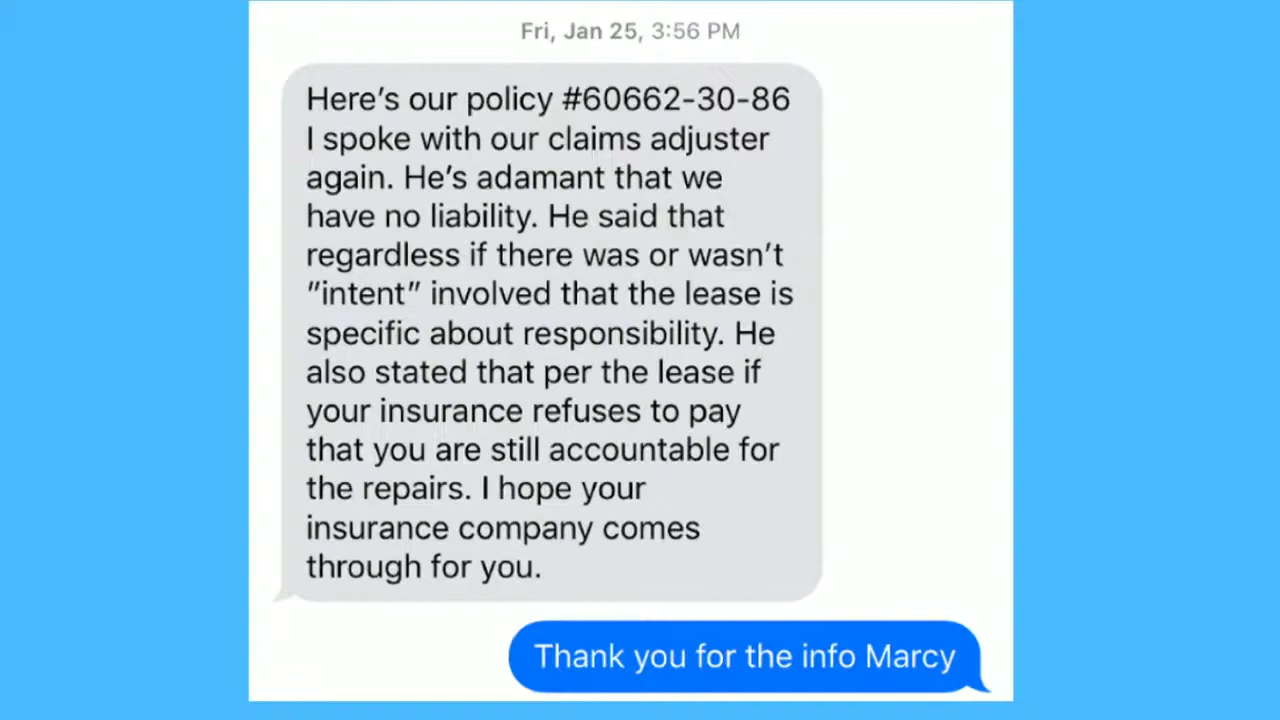 Fri, Jan 25, 3:56 PM
Here's our policy #60662-30-86
I spoke with our claims adjuster
again. He's adamant that we
have no liability. He said that
regardless if there was or wasn't
"intent" involved that the lease is
specific about responsibility. He
also stated that per the lease if
your insurance refuses to pay
that you are still accountable for
the repairs. I hope your
insurance company comes
through for you.
Thank you for the info Marcy